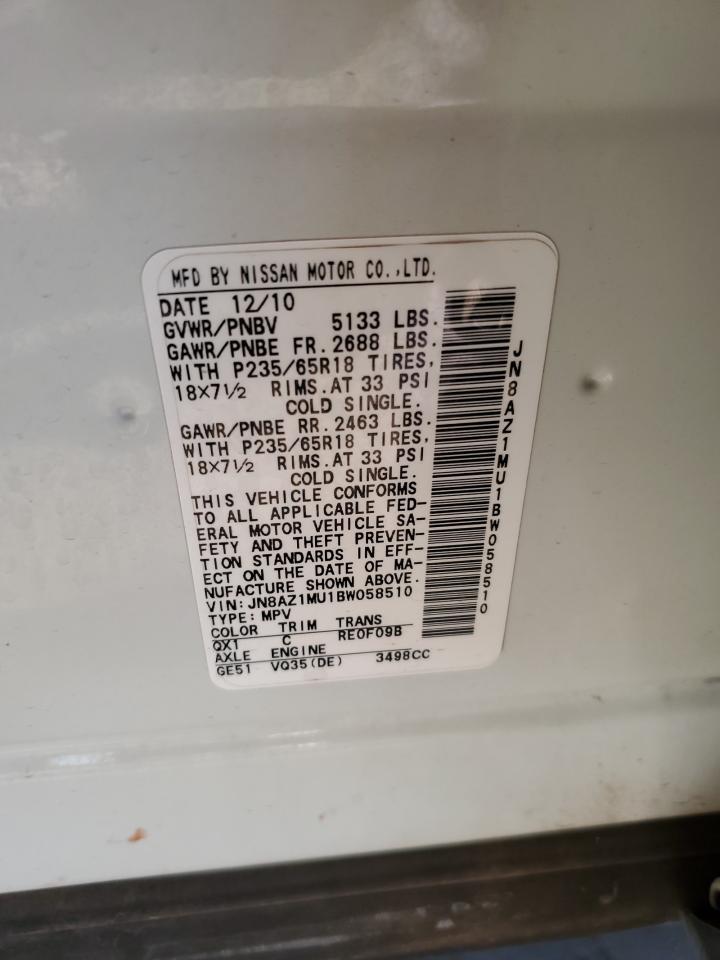 MFD BY NISSAN MOTOR CO.,LTD.
DATE 12/10
GVWR/PNBV 5133 LBS.
GAWR/PNBE FR. 2688 LBS.
WITH P235/65R18 TIRES,
18×7½ RIMS.AT 33 PSI
COLD SINGLE.
GAWR/PNBE RR. 2463 LBS.
WITH P235/65R18 TIRES,
18×7½ RIMS.AT 33 PSI
COLD SINGLE.
THIS VEHICLE CONFORMS
TO ALL APPLICABLE FED-
ERAL MOTOR VEHICLE SA-
FETY AND THEFT PREVEN-
TION STANDARDS IN EFF-
ECT ON THE DATE OF MA-
NUFACTURE SHOWN ABOVE.
VIN: JN8AZ1MU1BW058510
TYPE: MPV
COLOR TRIM TRANS
QX1 C RE0F09B
AXLE ENGINE
GE51 VQ35(DE) 3498CC
JN8AZ1MU1BW058510